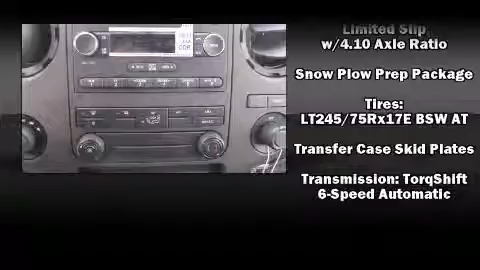 Limited Slip
w/4.10 Axle Ratio
Snow Plow Prep Package
Tires:
LT245/75Rx17E BSW AT
Transfer Case Skid Plates
Transmission: TorqShift
6-Speed Automatic